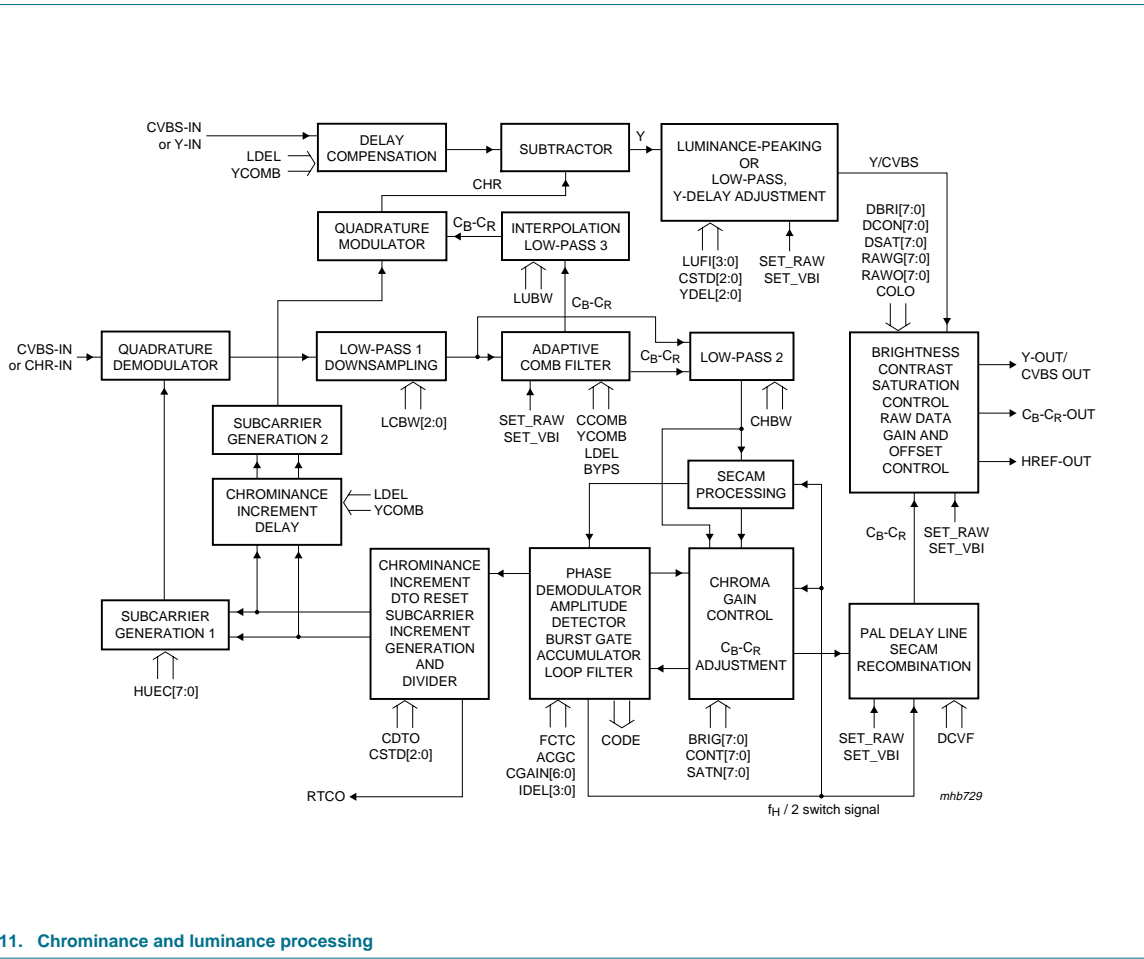 CVBS-IN
or Y-IN
LDEL
YCOMB
DELAY
COMPENSATION
SUBTRACTOR
Y
LUMINANCE-PEAKING
OR
LOW-PASS,
Y-DELAY ADJUSTMENT
Y/CVBS
CHR
QUADRATURE
MODULATOR
CB-CR
INTERPOLATION
LOW-PASS 3
LUBW
CB-CR
LUFI[3:0]
CSTD[2:0]
YDEL[2:0]
SET_RAW
SET_VBI
DBRI[7:0]
DCON[7:0]
DSAT[7:0]
RAWG[7:0]
RAWO[7:0]
COLO
CVBS-IN
or CHR-IN
QUADRATURE
DEMODULATOR
LOW-PASS 1
DOWNSAMPLING
LCBW[2:0]
ADAPTIVE
COMB FILTER
CB-CR
SET_RAW
SET_VBI
CCOMB
YCOMB
LDEL
BYPS
LOW-PASS 2
CHBW
BRIGHTNESS
CONTRAST
SATURATION
CONTROL
RAW DATA
GAIN AND
OFFSET
CONTROL
Y-OUT/
CVBS OUT
CB-CR-OUT
HREF-OUT
SUBCARRIER
GENERATION 2
CHROMINANCE
INCREMENT
DELAY
LDEL
YCOMB
SECAM
PROCESSING
CB-CR
SET_RAW
SET_VBI
SUBCARRIER
GENERATION 1
HUEC[7:0]
CHROMINANCE
INCREMENT
DTO RESET
SUBCARRIER
INCREMENT
GENERATION
AND
DIVIDER
CDTO
CSTD[2:0]
RTCO
PHASE
DEMODULATOR
AMPLITUDE
DETECTOR
BURST GATE
ACCUMULATOR
LOOP FILTER
FCTC
ACGC
CGAIN[6:0]
IDEL[3:0]
CODE
CHROMA
GAIN
CONTROL
CB-CR
ADJUSTMENT
BRIG[7:0]
CONT[7:0]
SATN[7:0]
PAL DELAY LINE
SECAM
RECOMBINATION
SET_RAW
SET_VBI
DCVF
fH / 2 switch signal
mhb729
11. Chrominance and luminance processing